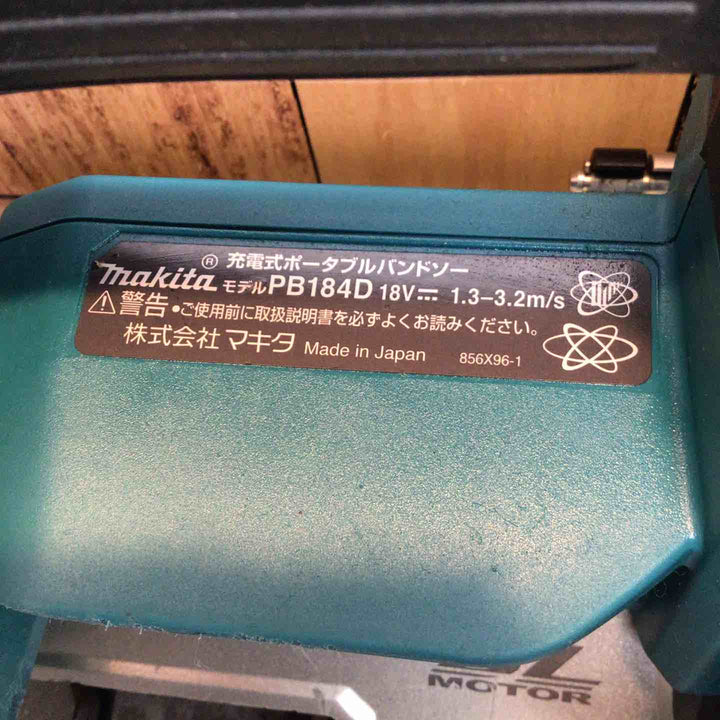 ® 充電式ポータブルバンドソー
makita モデル PB184D 18V 1.3–3.2m/s
警告 •ご使用前に取扱説明書を必ずよくお読みください。
株式会社 マキタ Made in Japan 856X96-1
MOTOR